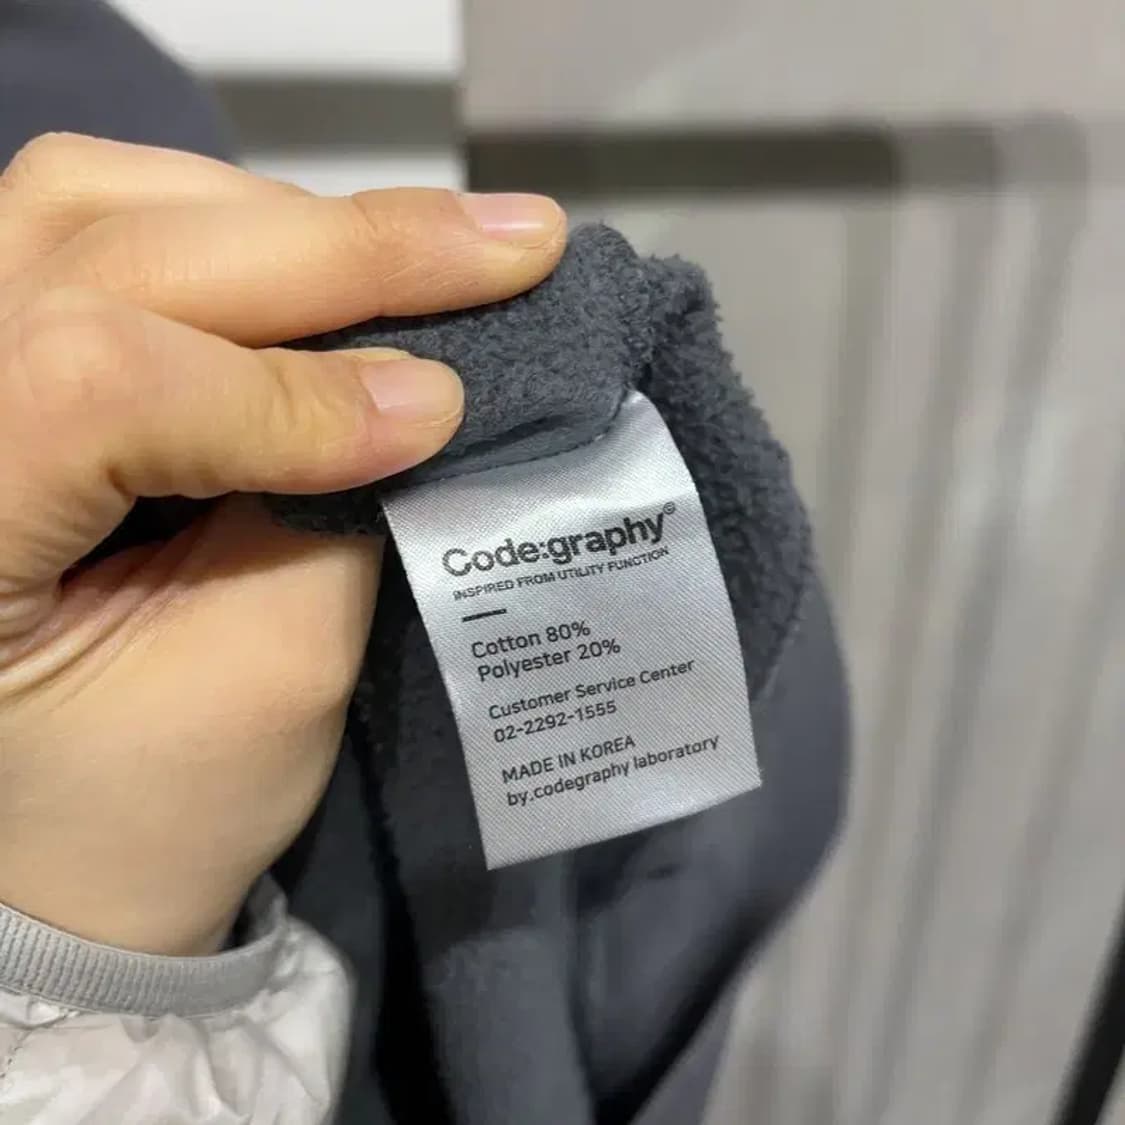 Code:graphy©
INSPIRED FROM UTILITY FUNCTION
Cotton 80%
Polyester 20%
Customer Service Center
02-2292-1555
MADE IN KOREA
by.codegraphy laboratory